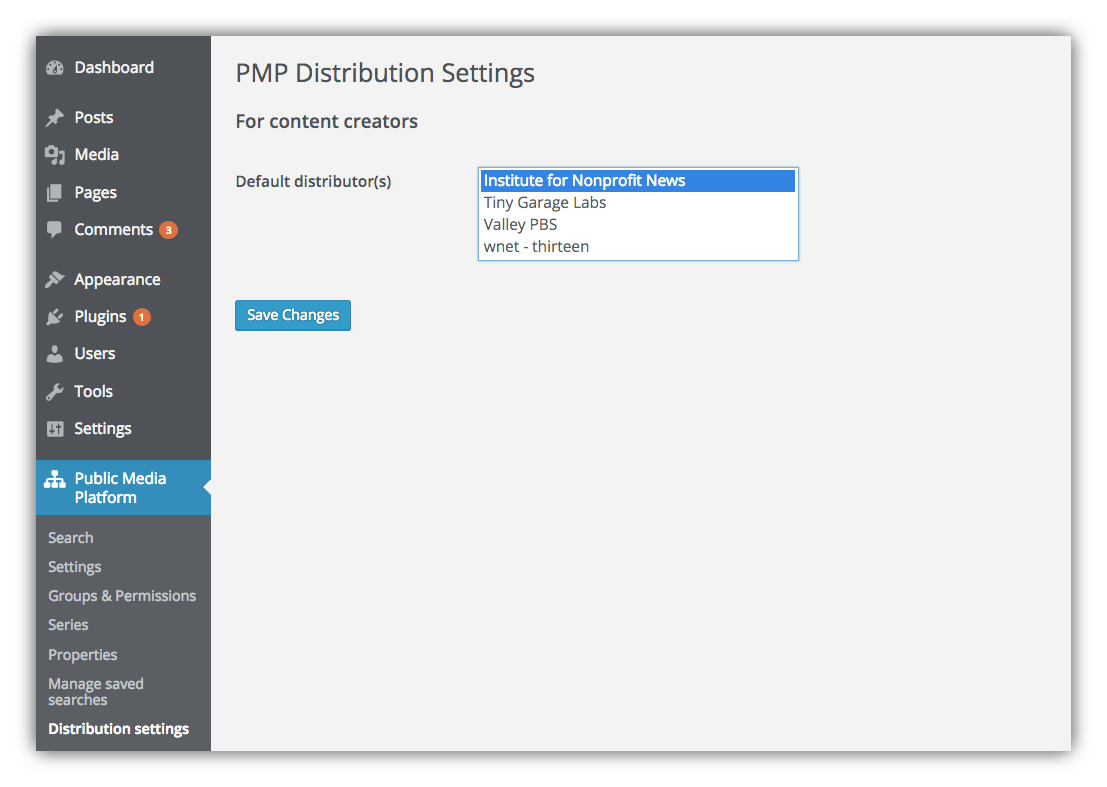 Dashboard
Posts
Media
Pages
Comments 3
Appearance
Plugins 1
Users
Tools
Settings
Public Media
Platform
Search
Settings
Groups & Permissions
Series
Properties
Manage saved
searches
Distribution settings
PMP Distribution Settings
For content creators
Default distributor(s)
Institute for Nonprofit News
Tiny Garage Labs
Valley PBS
wnet - thirteen
Save Changes